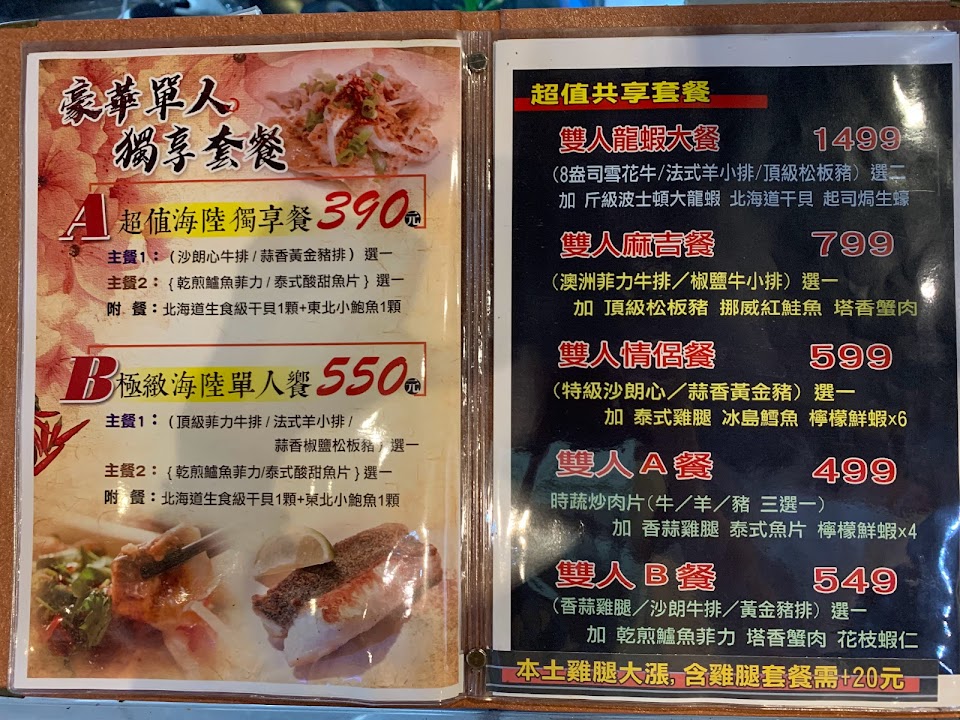 豪華單人
獨享套餐
A 超值海陸獨享餐 390元
主餐1：（沙朗心牛排 / 蒜香黃金豬排）選一
主餐2：{乾煎鱸魚菲力 / 泰式酸甜魚片} 選一
附 餐：北海道生食級干貝1顆+東北小鮑魚1顆
B 極緻海陸單人饗 550元
主餐1：（頂級菲力牛排 / 法式羊小排 /
蒜香椒鹽松板豬）選一
主餐2：{乾煎鱸魚菲力/泰式酸甜魚片} 選一
附 餐：北海道生食級干貝1顆+東北小鮑魚1顆
超值共享套餐
雙人龍蝦大餐 1499
（8盎司雪花牛/法式羊小排/頂級松板豬）選二
加 斤級波士頓大龍蝦 北海道干貝 起司焗生蠔
雙人麻吉餐 799
（澳洲菲力牛排／椒鹽牛小排）選一
加 頂級松板豬 挪威紅鮭魚 塔香蟹肉
雙人情侶餐 599
（特級沙朗心／蒜香黃金豬）選一
加 泰式雞腿 冰島鱈魚 檸檬鮮蝦x6
雙人A餐 499
時蔬炒肉片（牛／羊／豬 三選一）
加 香蒜雞腿 泰式魚片 檸檬鮮蝦×4
雙人B餐 549
（香蒜雞腿／沙朗牛排／黃金豬排）選一
加 乾煎鱸魚菲力 塔香蟹肉 花枝蝦仁
本土雞腿大漲, 含雞腿套餐需+20元